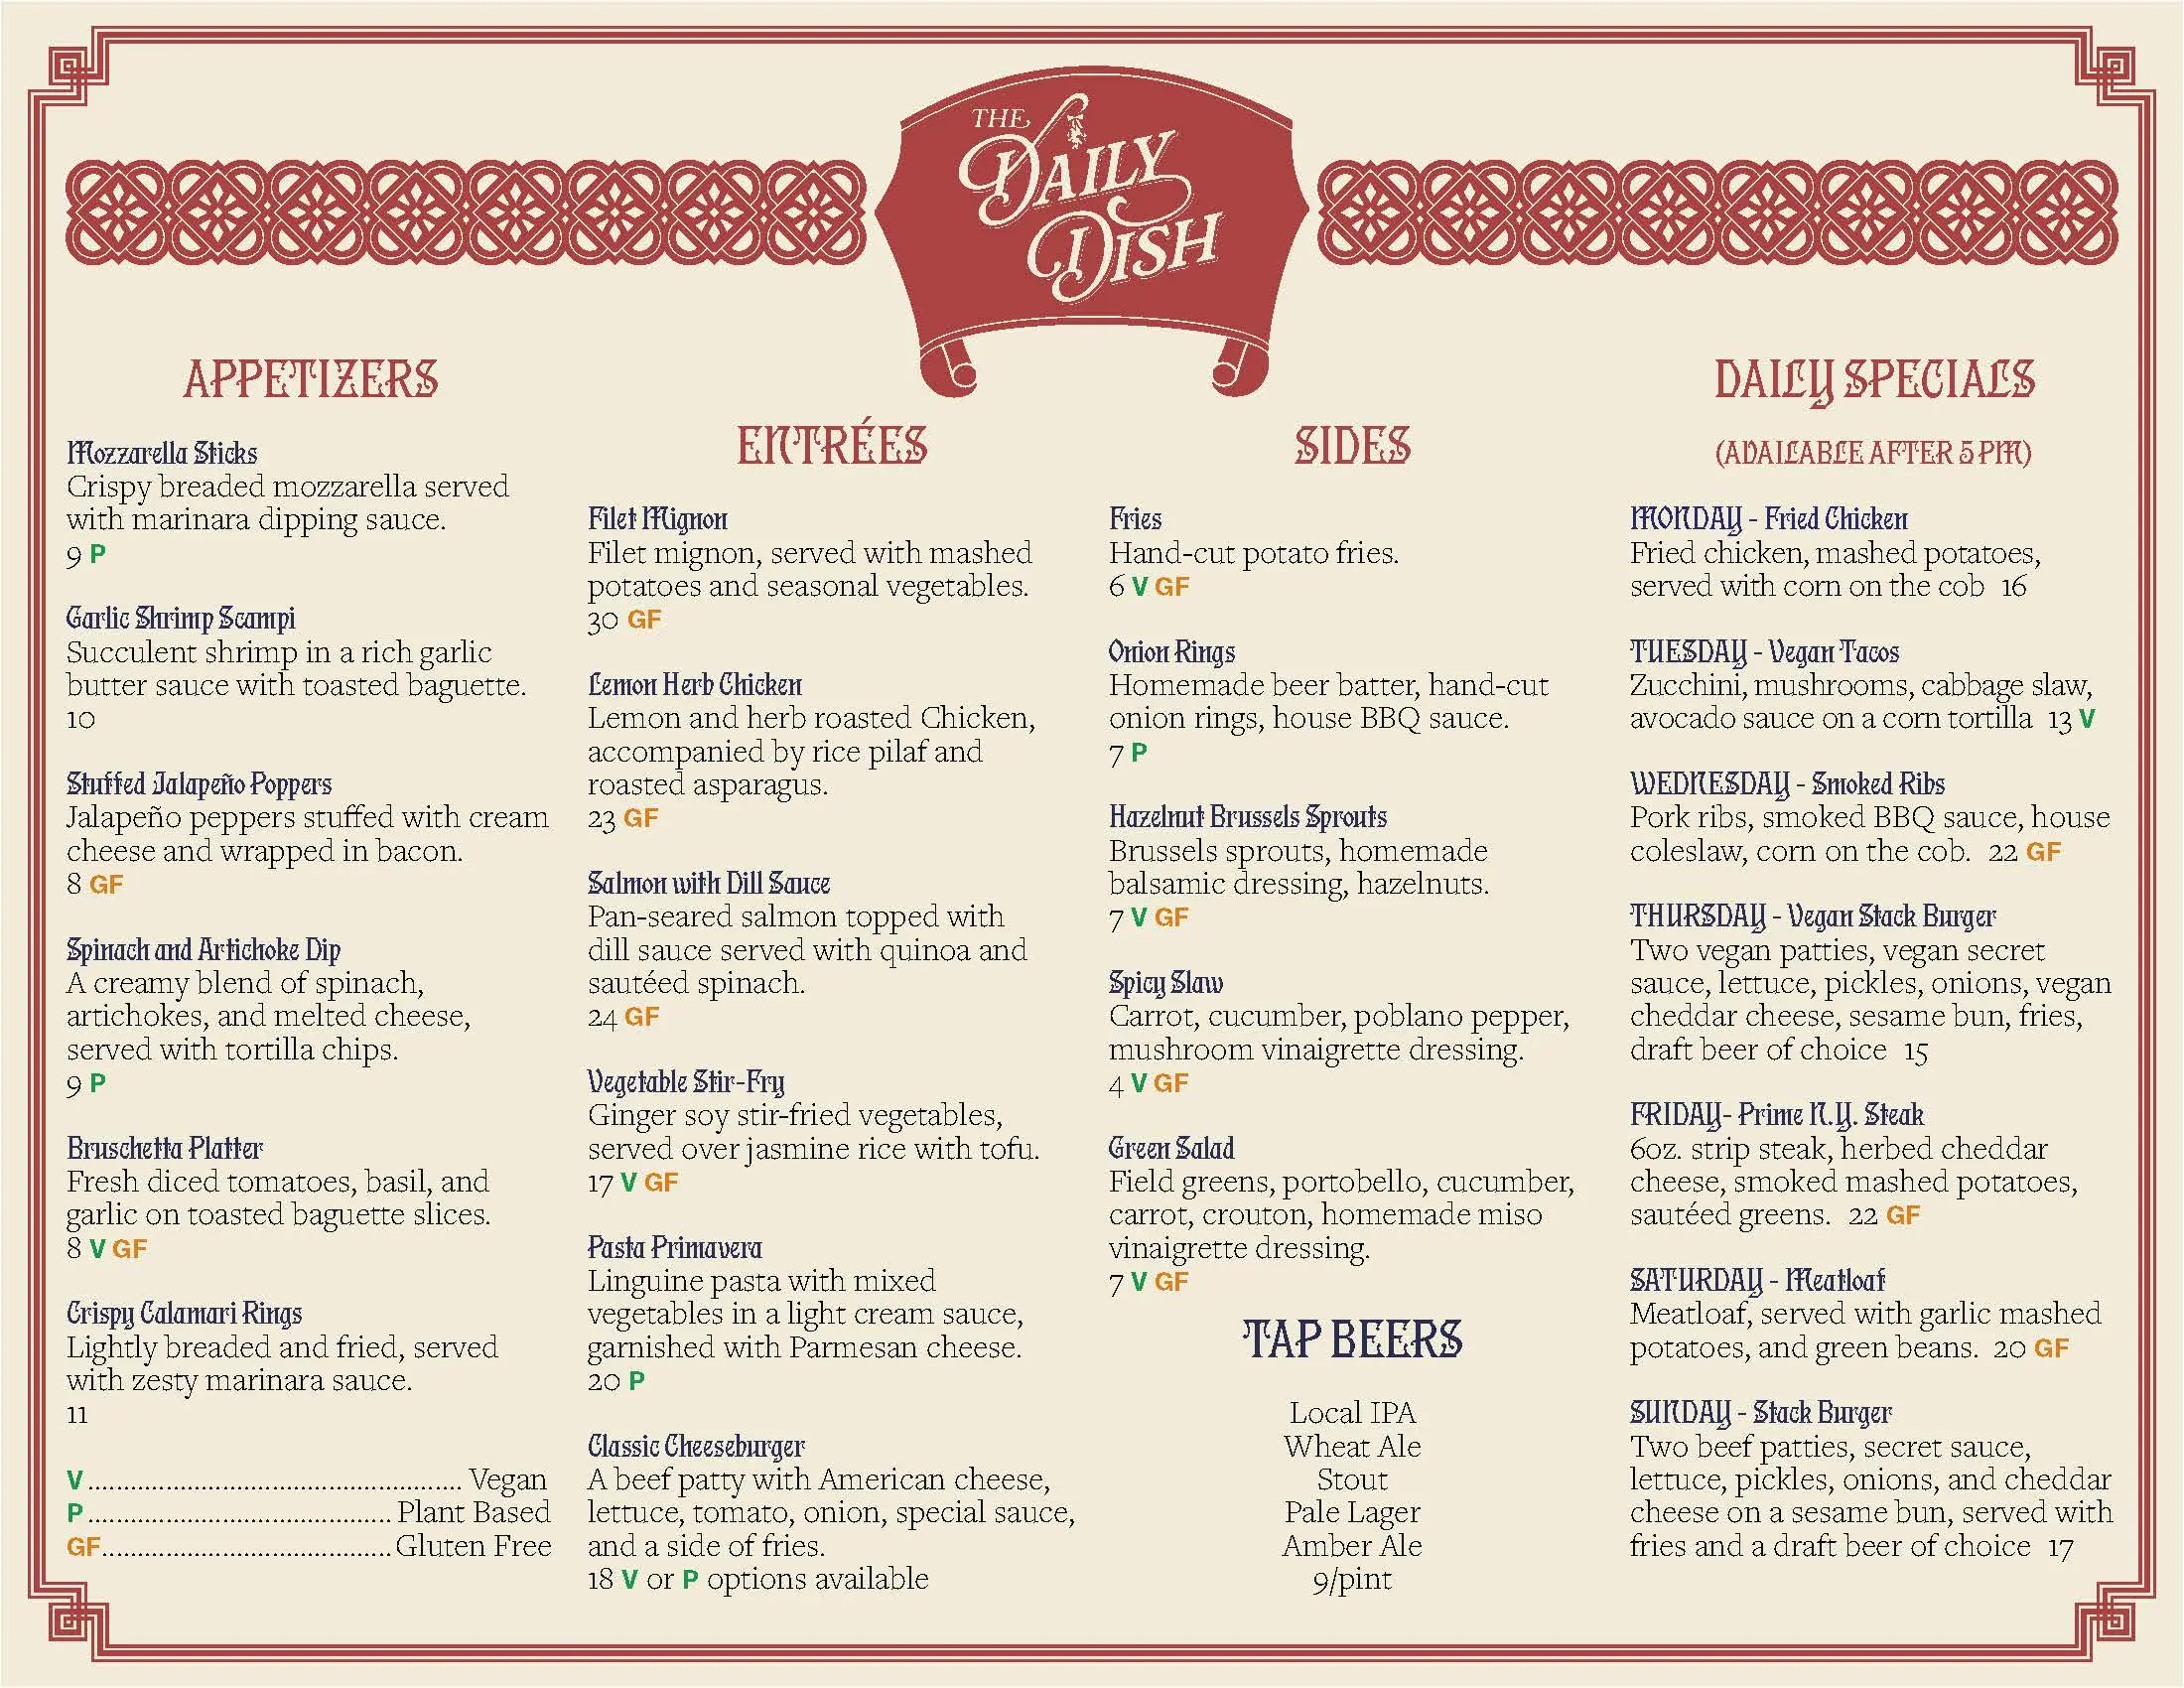 THE
DAILY
DISH
APPETIZERS
Mozzarella Sticks
Crispy breaded mozzarella served
with marinara dipping sauce.
9 P
Garlic Shrimp Scampi
Succulent shrimp in a rich garlic
butter sauce with toasted baguette.
10
Stuffed Jalapeño Poppers
Jalapeño peppers stuffed with cream
cheese and wrapped in bacon.
8 GF
Spinach and Artichoke Dip
A creamy blend of spinach,
artichokes, and melted cheese,
served with tortilla chips.
9 P
Bruschetta Platter
Fresh diced tomatoes, basil, and
garlic on toasted baguette slices.
8 V GF
Crispy Calamari Rings
Lightly breaded and fried, served
with zesty marinara sauce.
11
V................................................ Vegan
P....................................... Plant Based
GF..................................... Gluten Free
ENTRÉES
Filet Mignon
Filet mignon, served with mashed
potatoes and seasonal vegetables.
30 GF
Lemon Herb Chicken
Lemon and herb roasted Chicken,
accompanied by rice pilaf and
roasted asparagus.
23 GF
Salmon with Dill Sauce
Pan-seared salmon topped with
dill sauce served with quinoa and
sautéed spinach.
24 GF
Vegetable Stir-Fry
Ginger soy stir-fried vegetables,
served over jasmine rice with tofu.
17 V GF
Pasta Primavera
Linguine pasta with mixed
vegetables in a light cream sauce,
garnished with Parmesan cheese.
20 P
Classic Cheeseburger
A beef patty with American cheese,
lettuce, tomato, onion, special sauce,
and a side of fries.
18 V or P options available
SIDES
Fries
Hand-cut potato fries.
6 V GF
Onion Rings
Homemade beer batter, hand-cut
onion rings, house BBQ sauce.
7 P
Hazelnut Brussels Sprouts
Brussels sprouts, homemade
balsamic dressing, hazelnuts.
7 V GF
Spicy Slaw
Carrot, cucumber, poblano pepper,
mushroom vinaigrette dressing.
4 V GF
Green Salad
Field greens, portobello, cucumber,
carrot, crouton, homemade miso
vinaigrette dressing.
7 V GF
TAP BEERS
Local IPA
Wheat Ale
Stout
Pale Lager
Amber Ale
9/pint
DAILY SPECIALS
(AVAILABLE AFTER 5 PM)
MONDAY - Fried Chicken
Fried chicken, mashed potatoes,
served with corn on the cob 16
TUESDAY - Vegan Tacos
Zucchini, mushrooms, cabbage slaw,
avocado sauce on a corn tortilla 13 V
WEDNESDAY - Smoked Ribs
Pork ribs, smoked BBQ sauce, house
coleslaw, corn on the cob. 22 GF
THURSDAY - Vegan Stack Burger
Two vegan patties, vegan secret
sauce, lettuce, pickles, onions, vegan
cheddar cheese, sesame bun, fries,
draft beer of choice 15
FRIDAY- Prime N.Y. Steak
6oz. strip steak, herbed cheddar
cheese, smoked mashed potatoes,
sautéed greens. 22 GF
SATURDAY - Meatloaf
Meatloaf, served with garlic mashed
potatoes, and green beans. 20 GF
SUNDAY - Stack Burger
Two beef patties, secret sauce,
lettuce, pickles, onions, and cheddar
cheese on a sesame bun, served with
fries and a draft beer of choice 17